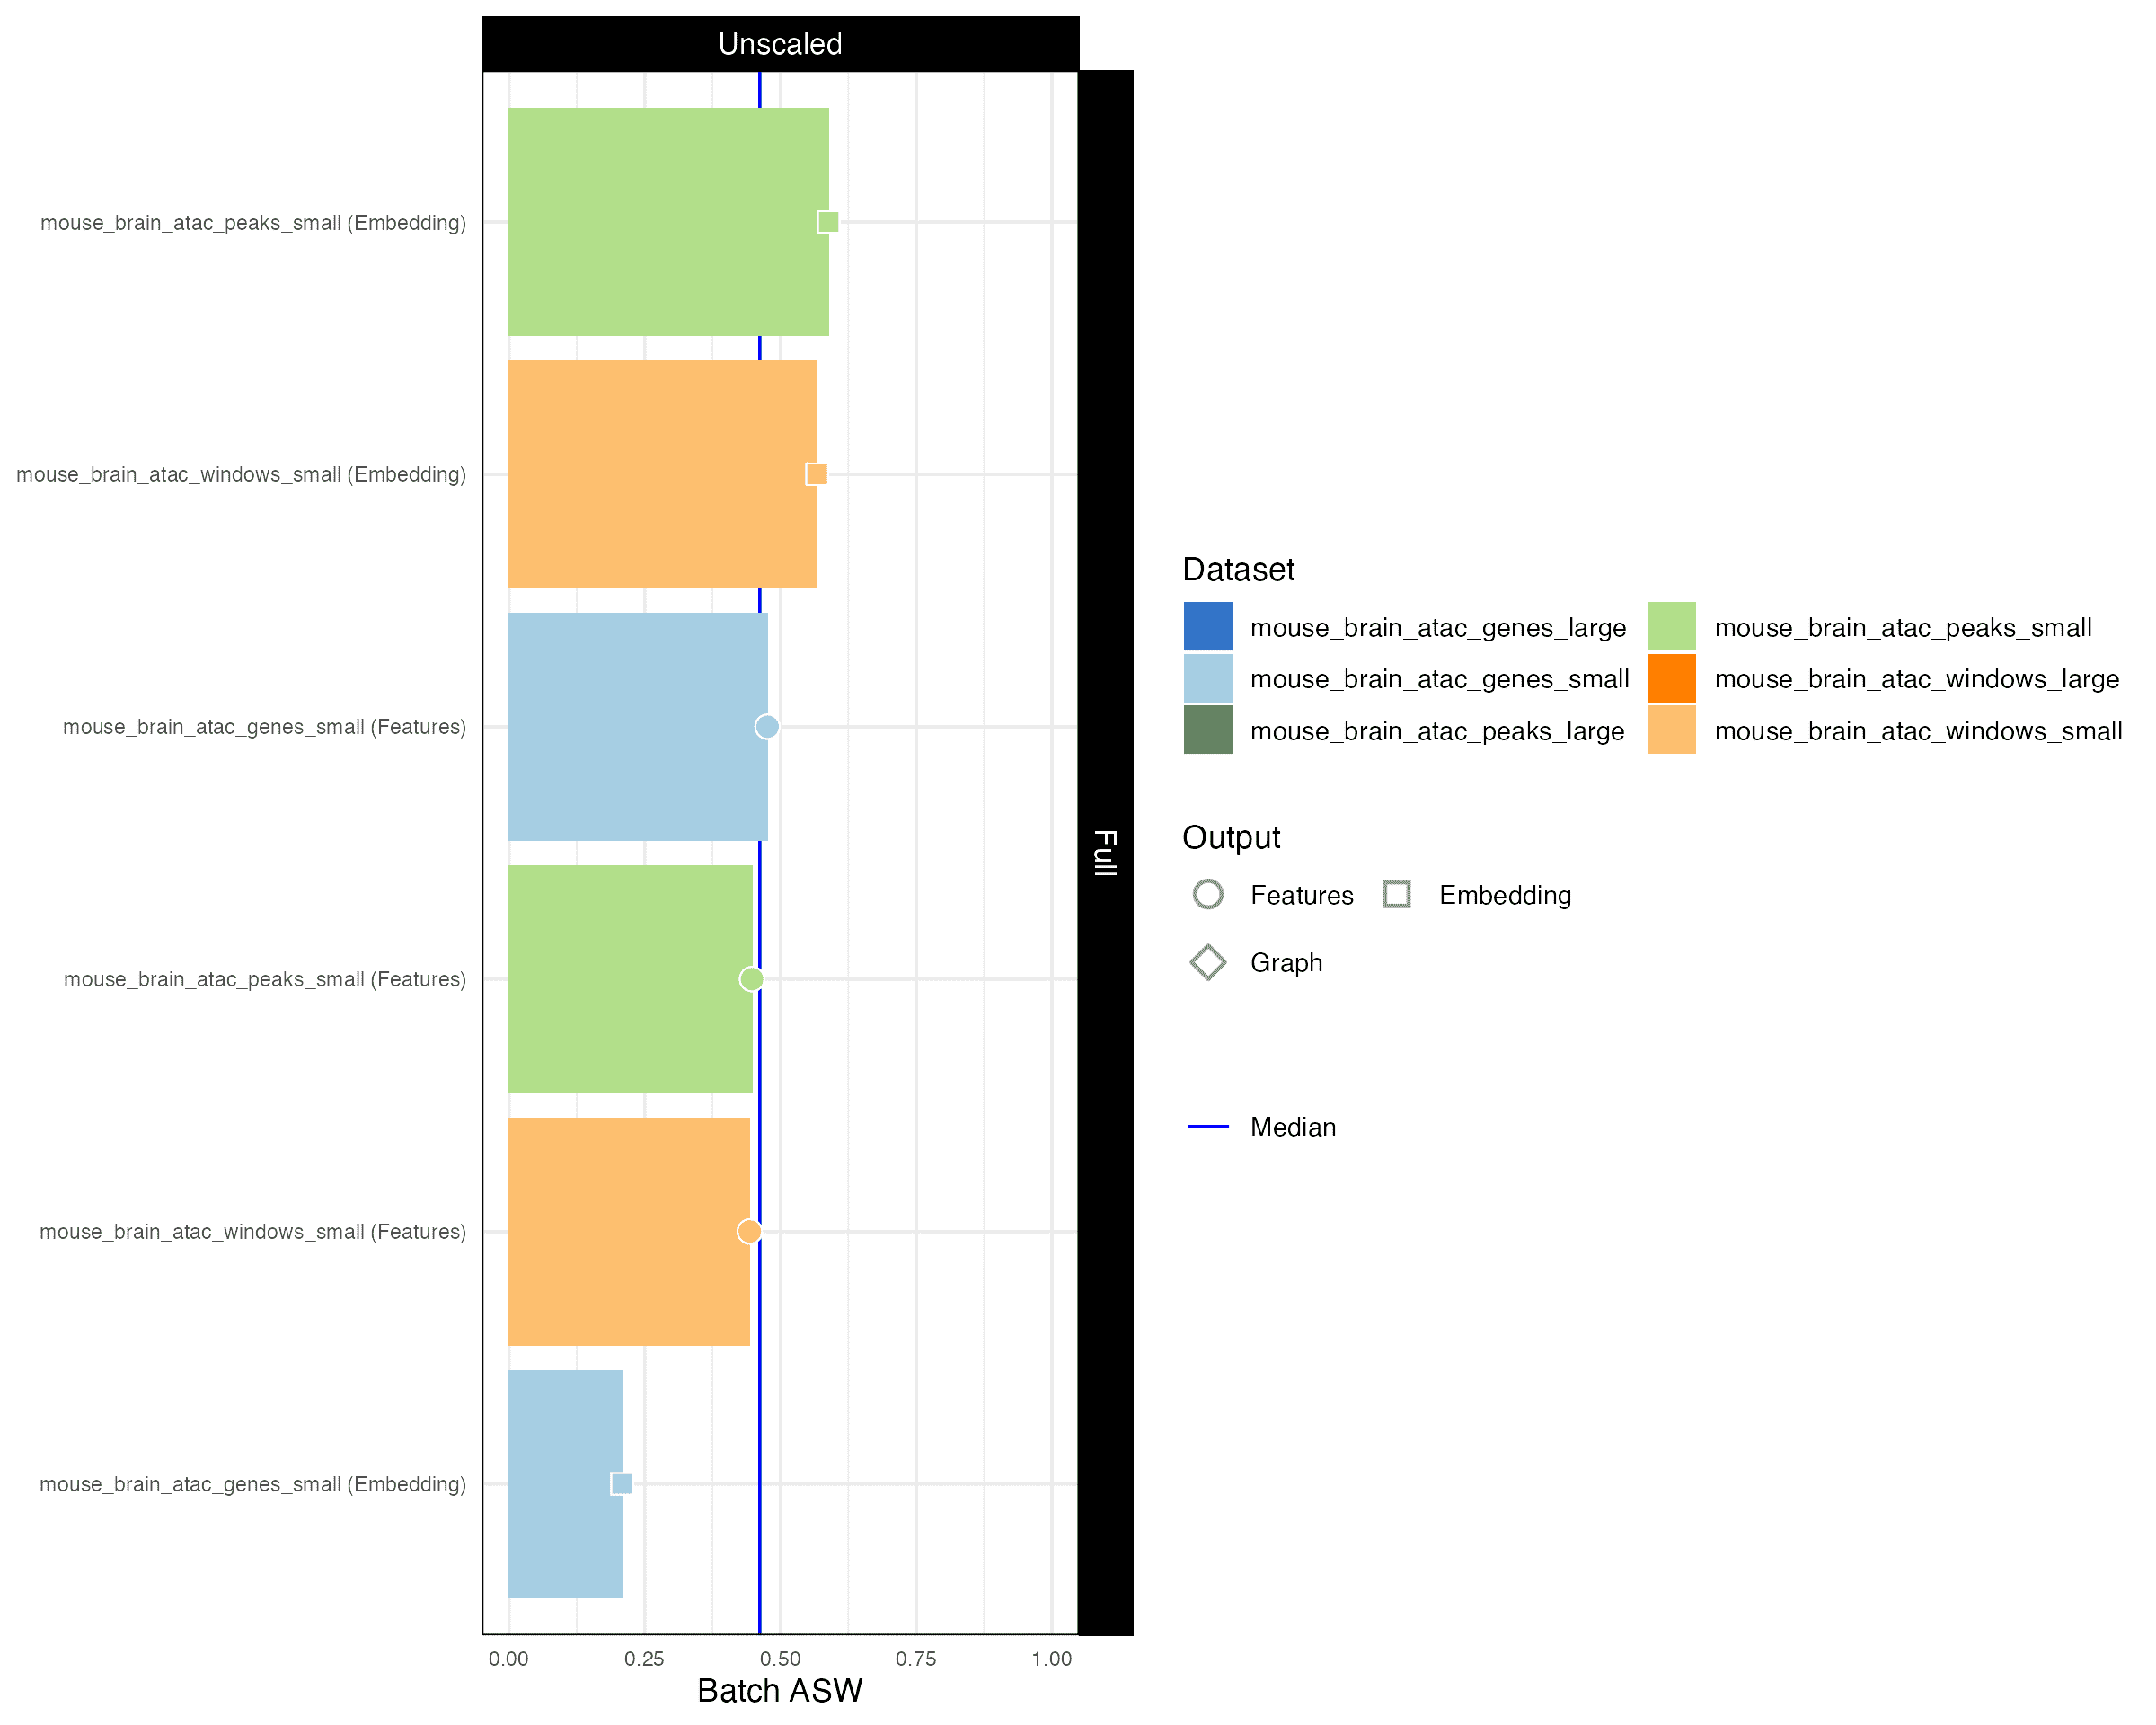 Unscaled
mouse_brain_atac_peaks_small (Embedding)
mouse_brain_atac_windows_small (Embedding)
mouse_brain_atac_genes_small (Features)
mouse_brain_atac_peaks_small (Features)
mouse_brain_atac_windows_small (Features)
mouse_brain_atac_genes_small (Embedding)
Full
0.00 0.25 0.50 0.75 1.00
Batch ASW
Dataset
mouse_brain_atac_genes_large mouse_brain_atac_peaks_small
mouse_brain_atac_genes_small mouse_brain_atac_windows_large
mouse_brain_atac_peaks_large mouse_brain_atac_windows_small
Output
Features Embedding
Graph
Median